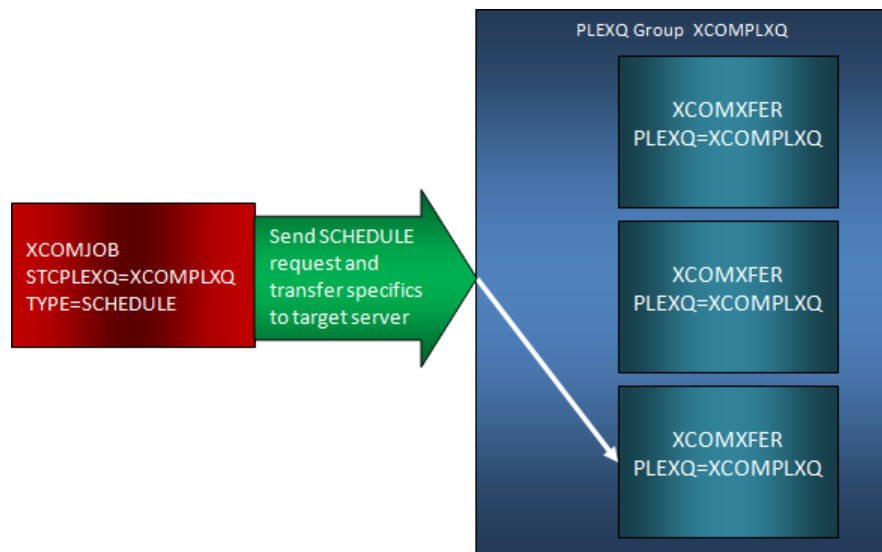 PLEXQ Group XCOMPLXQ
XCOMXFER
PLEXQ=XCOMPLXQ
XCOMJOB
STCPLEXQ=XCOMPLXQ
TYPE=SCHEDULE
Send SCHEDULE
request and
transfer specifics
to target server
XCOMXFER
PLEXQ=XCOMPLXQ
XCOMXFER
PLEXQ=XCOMPLXQ